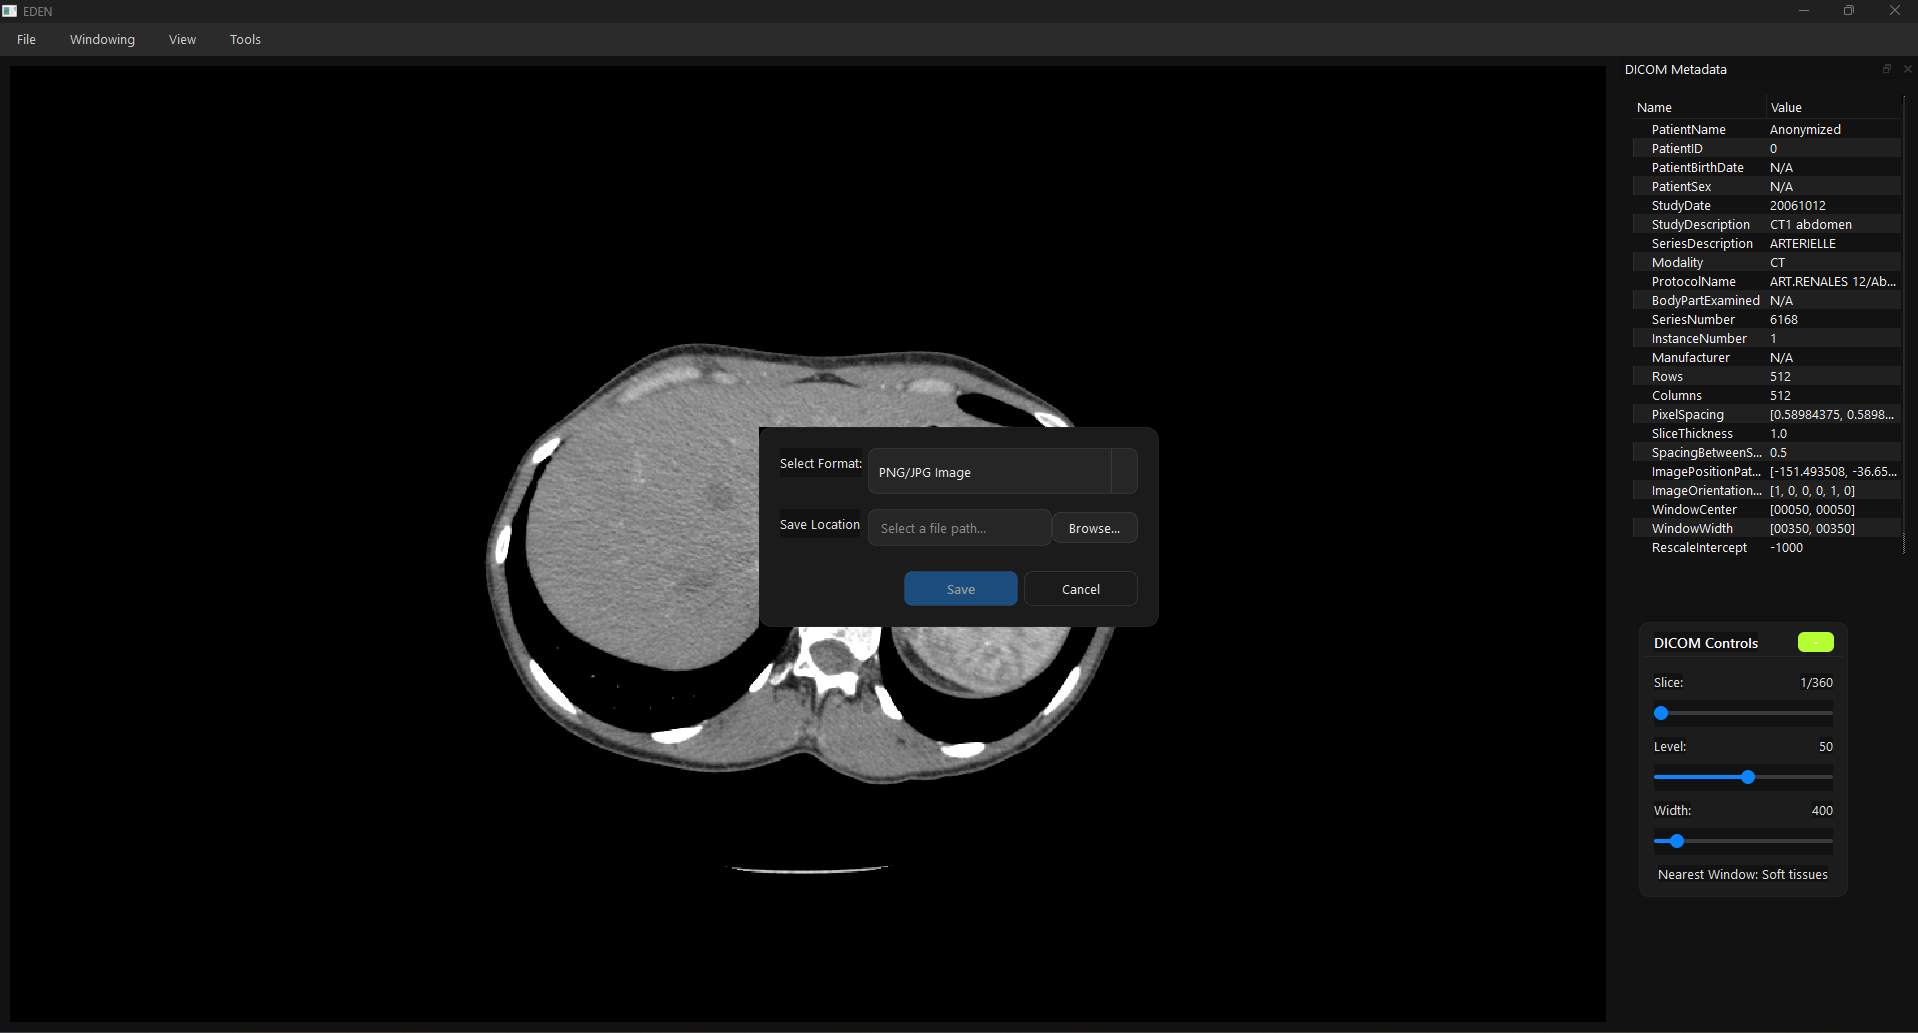 EDEN
File Windowing View Tools
DICOM Metadata
Name Value
PatientName Anonymized
PatientID 0
PatientBirthDate N/A
PatientSex N/A
StudyDate 20061012
StudyDescription CT1 abdomen
SeriesDescription ARTERIELLE
Modality CT
ProtocolName ART.RENALES 12/Ab...
BodyPartExamined N/A
SeriesNumber 6168
InstanceNumber 1
Manufacturer N/A
Rows 512
Columns 512
PixelSpacing [0.58984375, 0.5898...
SliceThickness 1.0
SpacingBetweenS... 0.5
ImagePositionPat... [-151.493508, -36.65...
ImageOrientation... [1, 0, 0, 0, 1, 0]
WindowCenter [00050, 00050]
WindowWidth [00350, 00350]
RescaleIntercept -1000
Select Format: PNG/JPG Image
Save Location Select a file path... Browse...
Save Cancel
DICOM Controls -
Slice: 1/360
Level: 50
Width: 400
Nearest Window: Soft tissues